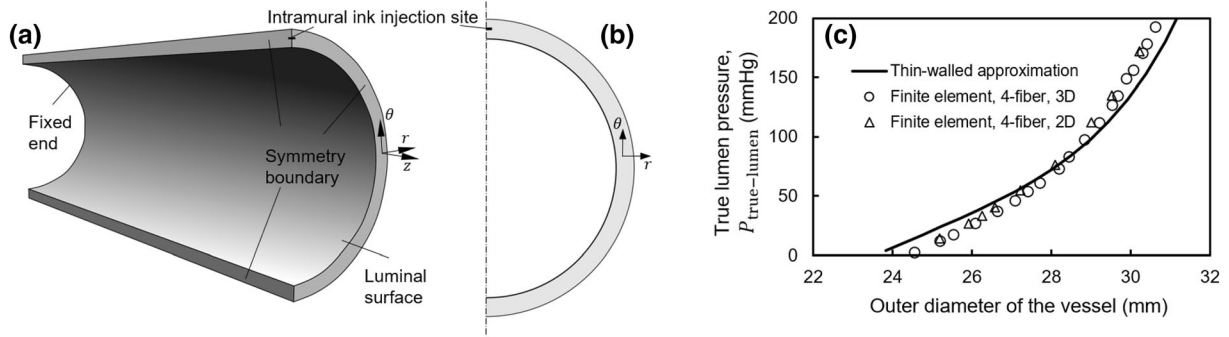 (a)
Intramural ink injection site
(b)
Fixed
end
Symmetry
boundary
θ
r
z
Luminal
surface
θ
r
(c)
True lumen pressure,
P_true−lumen (mmHg)
200
150
100
50
0
Thin-walled approximation
Finite element, 4-fiber, 3D
Finite element, 4-fiber, 2D
22 24 26 28 30 32
Outer diameter of the vessel (mm)